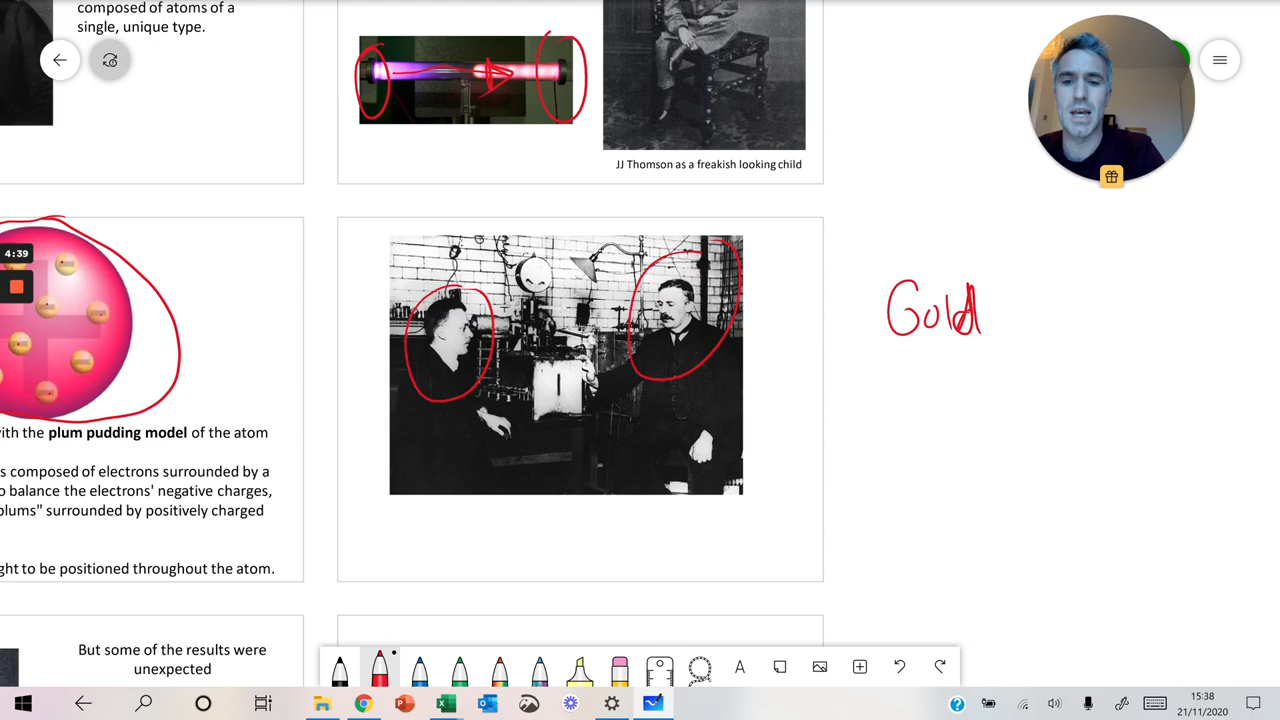 composed of atoms of a
single, unique type.
JJ Thomson as a freakish looking child
4:39
Gold
with the plum pudding model of the atom
s composed of electrons surrounded by a
o balance the electrons' negative charges,
plums" surrounded by positively charged
ght to be positioned throughout the atom.
But some of the results were
unexpected
A
15:38
21/11/2020